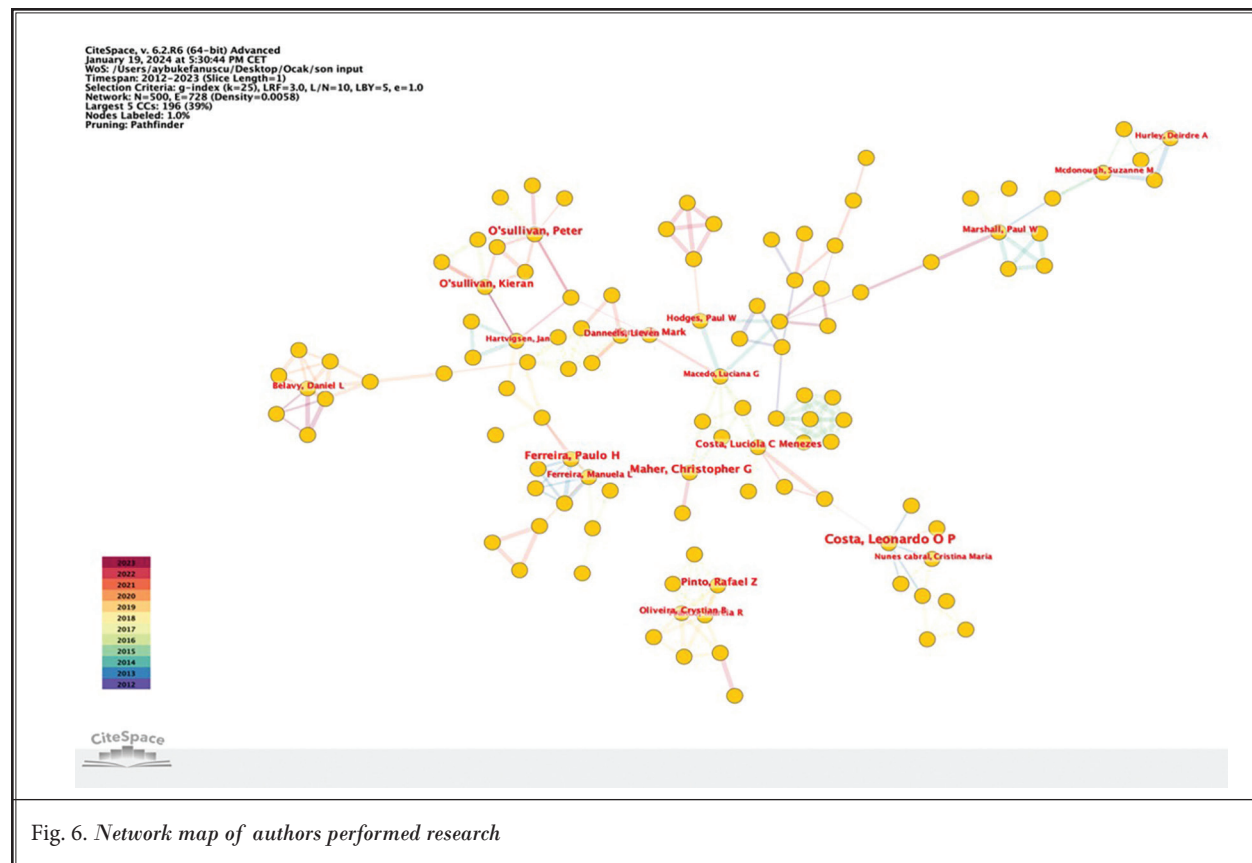 CiteSpace, v. 6.2.R6 (64-bit) Advanced
January 19, 2024 at 5:30:44 PM CET
WoS: /Users/aybukefanuscu/Desktop/Ocak/son input
Timespan: 2012-2023 (Slice Length=1)
Selection Criteria: g-index (k=25), LRF=3.0, L/N=10, LBY=5, e=1.0
Network: N=500, E=728 (Density=0.0058)
Largest 5 CCs: 196 (39%)
Nodes Labeled: 1.0%
Pruning: Pathfinder
Hurley, Deirdre A
Mcdonough, Suzanne M
O'sullivan, Peter
Marshall, Paul W
O'sullivan, Kieran
Hodges, Paul W
Danneels, Lieven Mark
Hartvigsen, Jan
Macedo, Luciana G
Belavy, Daniel L
Costa, Luciola C Menezes
Ferreira, Paulo H
Maher, Christopher G
Ferreira, Manuela L
Costa, Leonardo O P
Nunes cabral, Cristina Maria
Pinto, Rafael Z
Oliveira, Crystian B
R
2023
2022
2021
2020
2019
2018
2017
2016
2015
2014
2013
2012
CiteSpace
Fig. 6. Network map of authors performed research